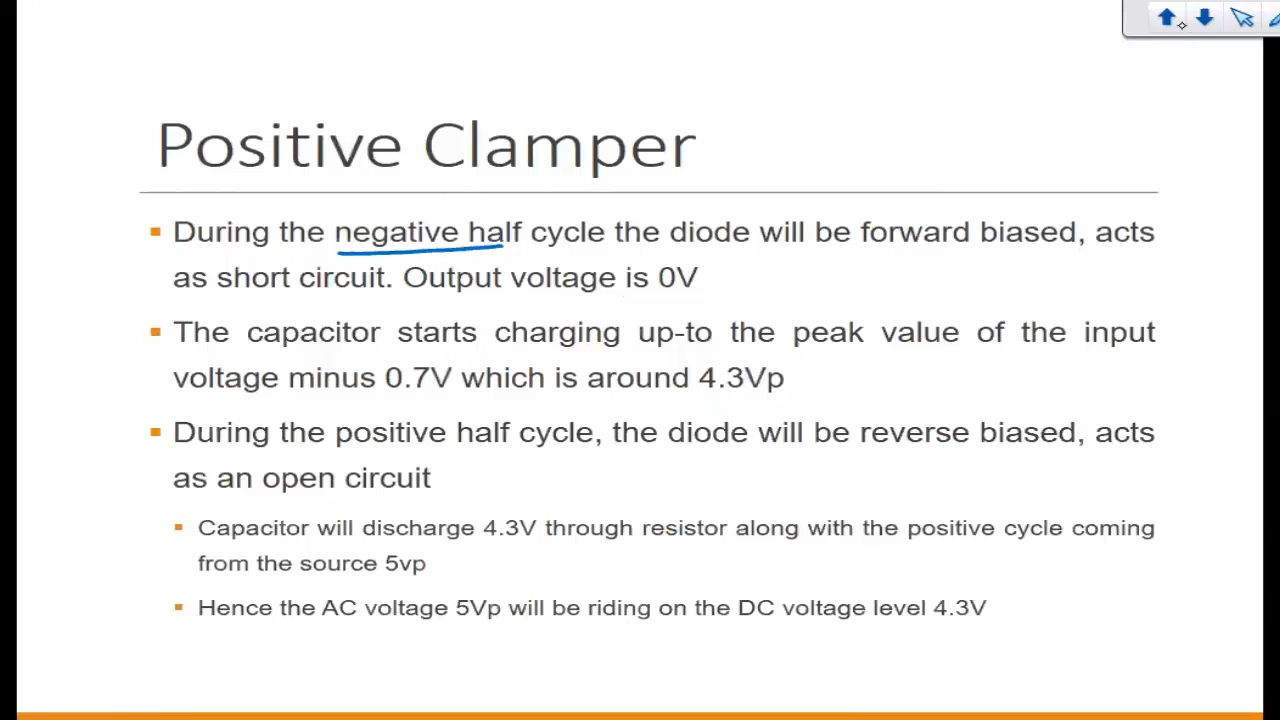 Positive Clamper
During the negative half cycle the diode will be forward biased, acts
as short circuit. Output voltage is 0V
The capacitor starts charging up-to the peak value of the input
voltage minus 0.7V which is around 4.3Vp
During the positive half cycle, the diode will be reverse biased, acts
as an open circuit
Capacitor will discharge 4.3V through resistor along with the positive cycle coming
from the source 5vp
Hence the AC voltage 5Vp will be riding on the DC voltage level 4.3V